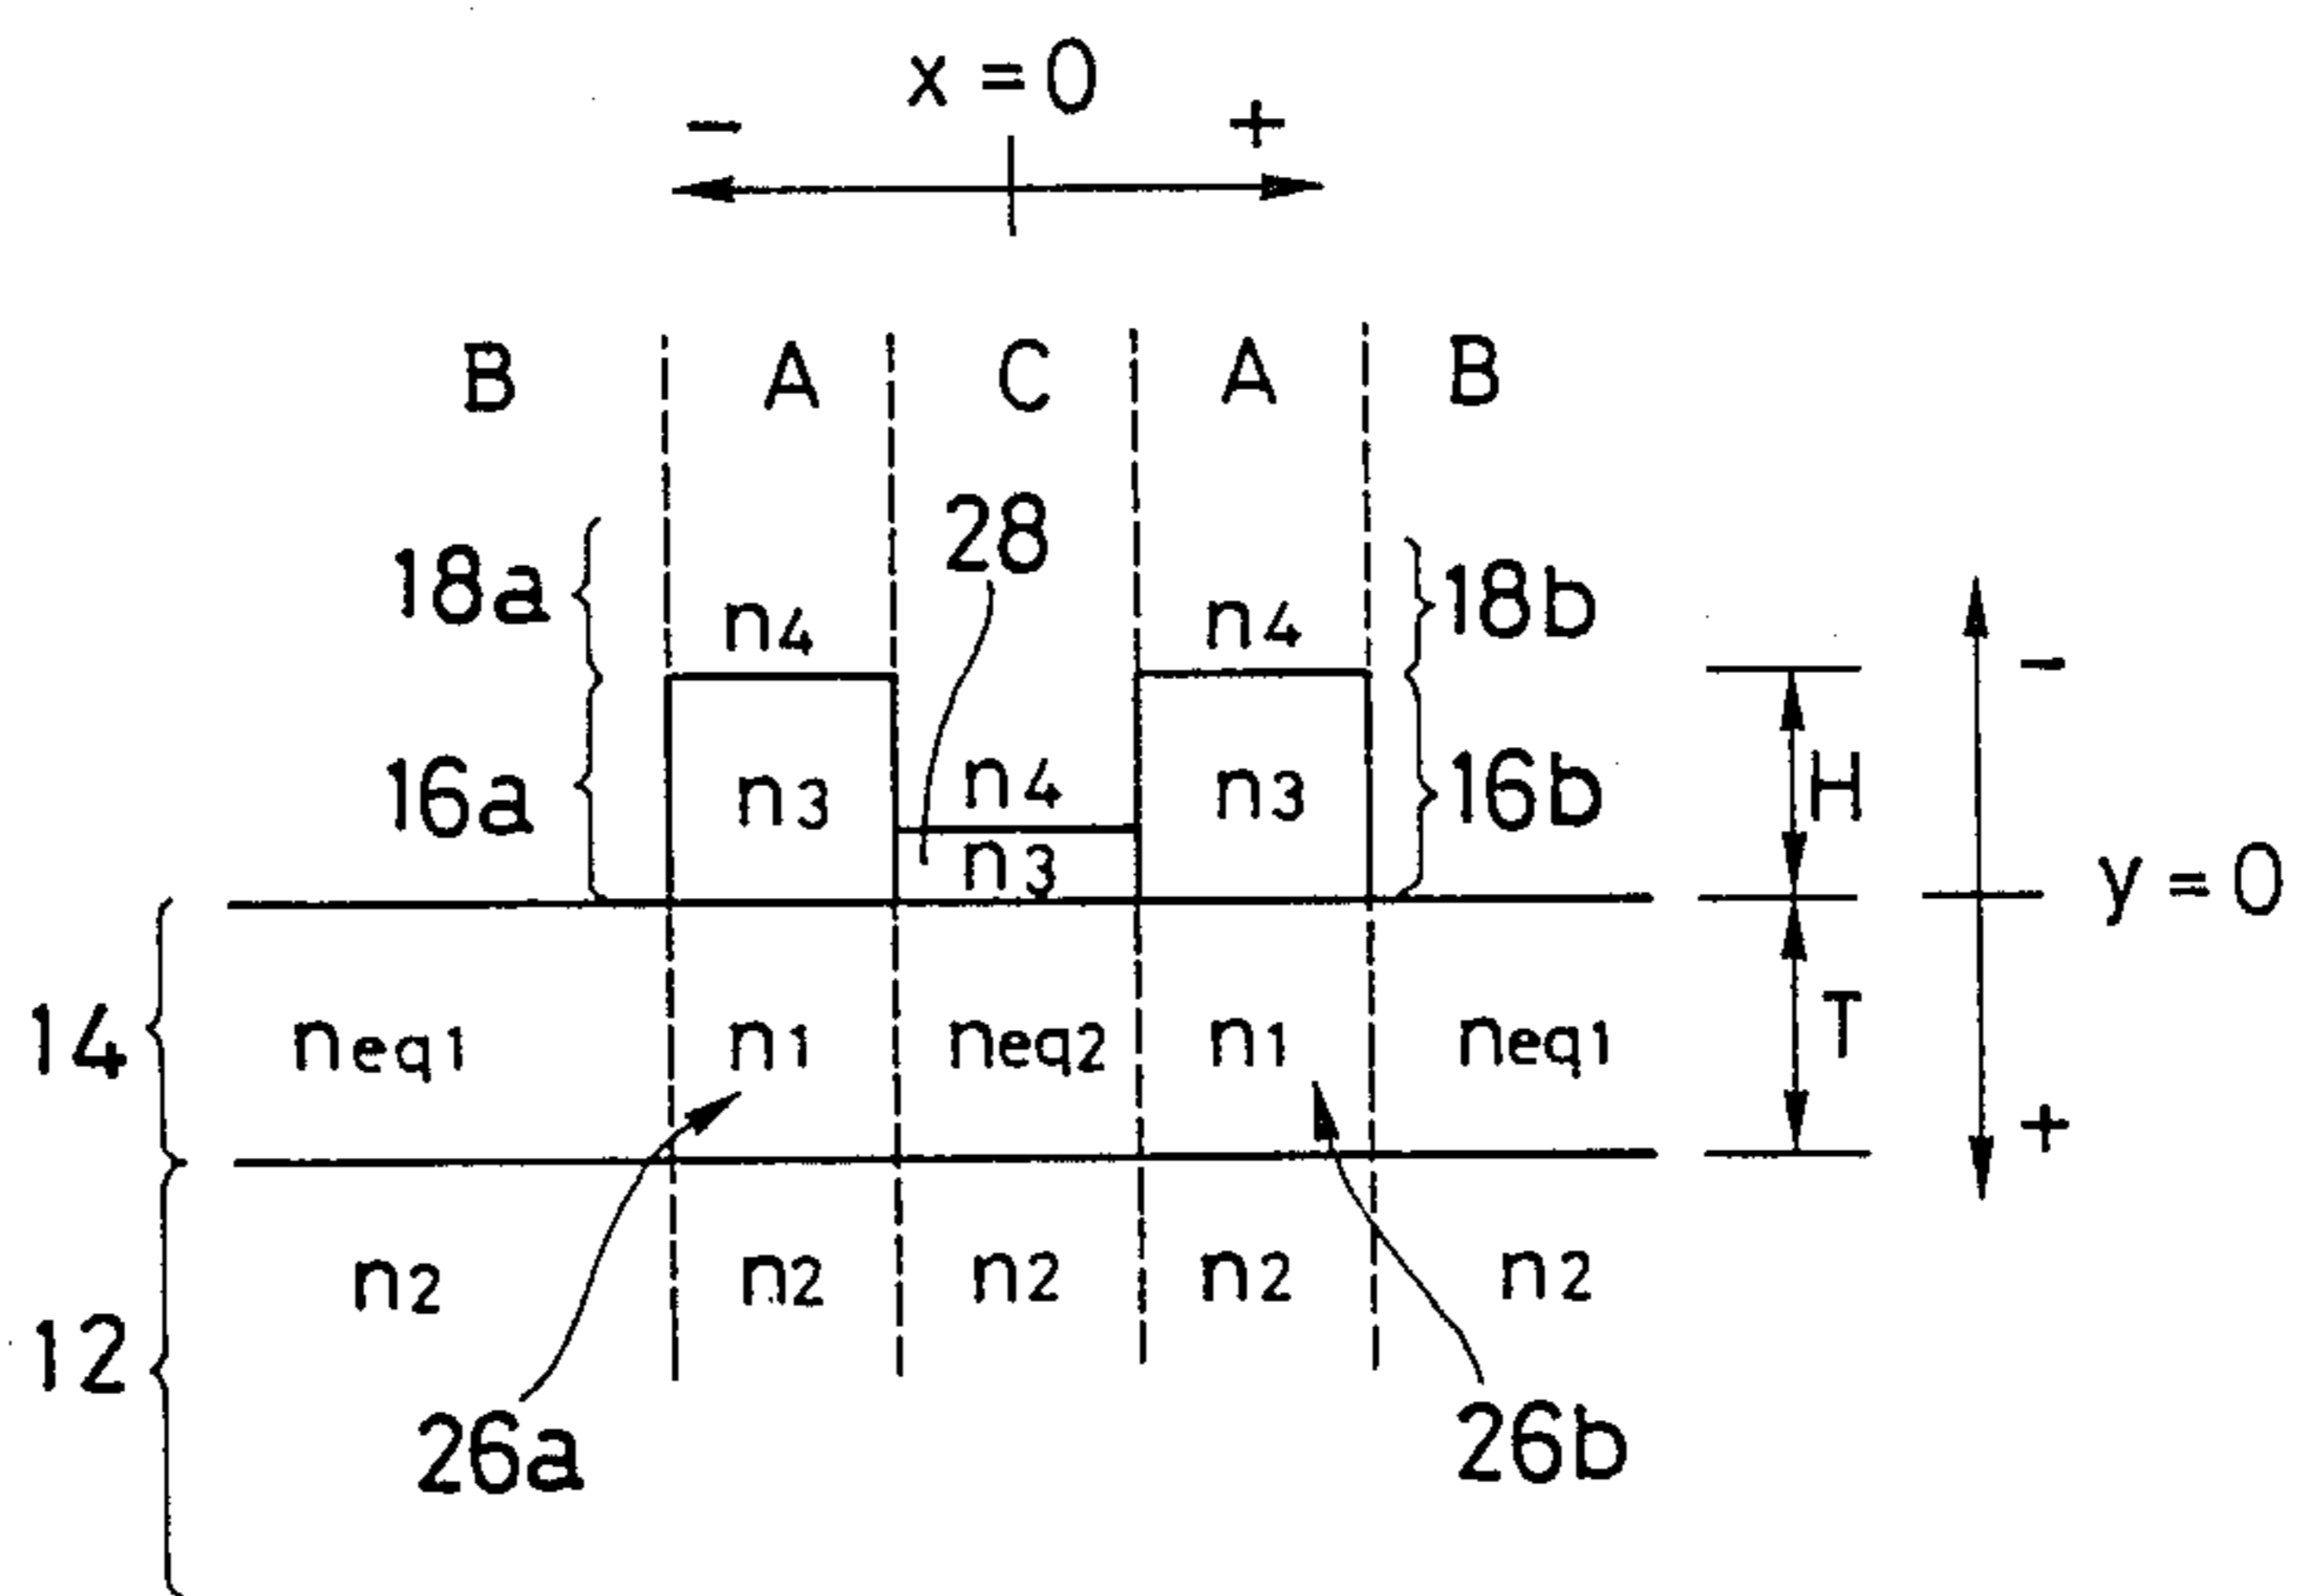 x = 0
− +
B A C A B
28
18a n4 n4 18b
−
16a n3 n4 n3 16b H
n3
y = 0
14 neq1 n1 neq2 n1 neq1 T
+
n2 n2 n2 n2 n2
12
26a 26b